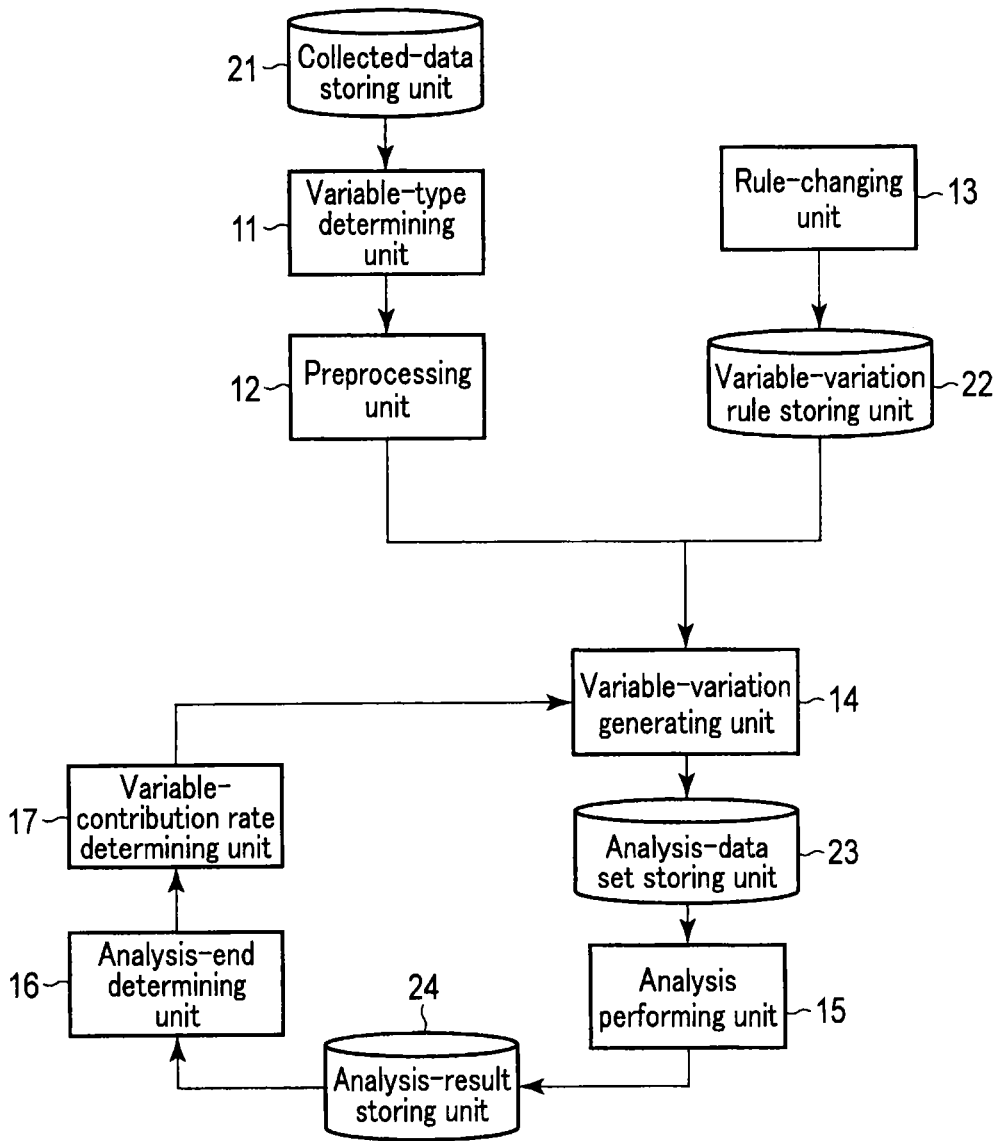 21
Collected-data
storing unit
11
Variable-type
determining
unit
Rule-changing
unit
13
12
Preprocessing
unit
Variable-variation
rule storing unit
22
Variable-variation
generating unit
14
17
Variable-
contribution rate
determining unit
Analysis-data
set storing unit
23
16
Analysis-end
determining
unit
24
Analysis-result
storing unit
Analysis
performing unit
15